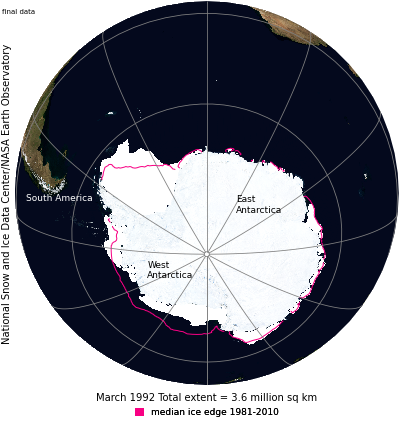 final data
National Snow and Ice Data Center/NASA Earth Observatory
South America
East
Antarctica
West
Antarctica
March 1992 Total extent = 3.6 million sq km
median ice edge 1981-2010